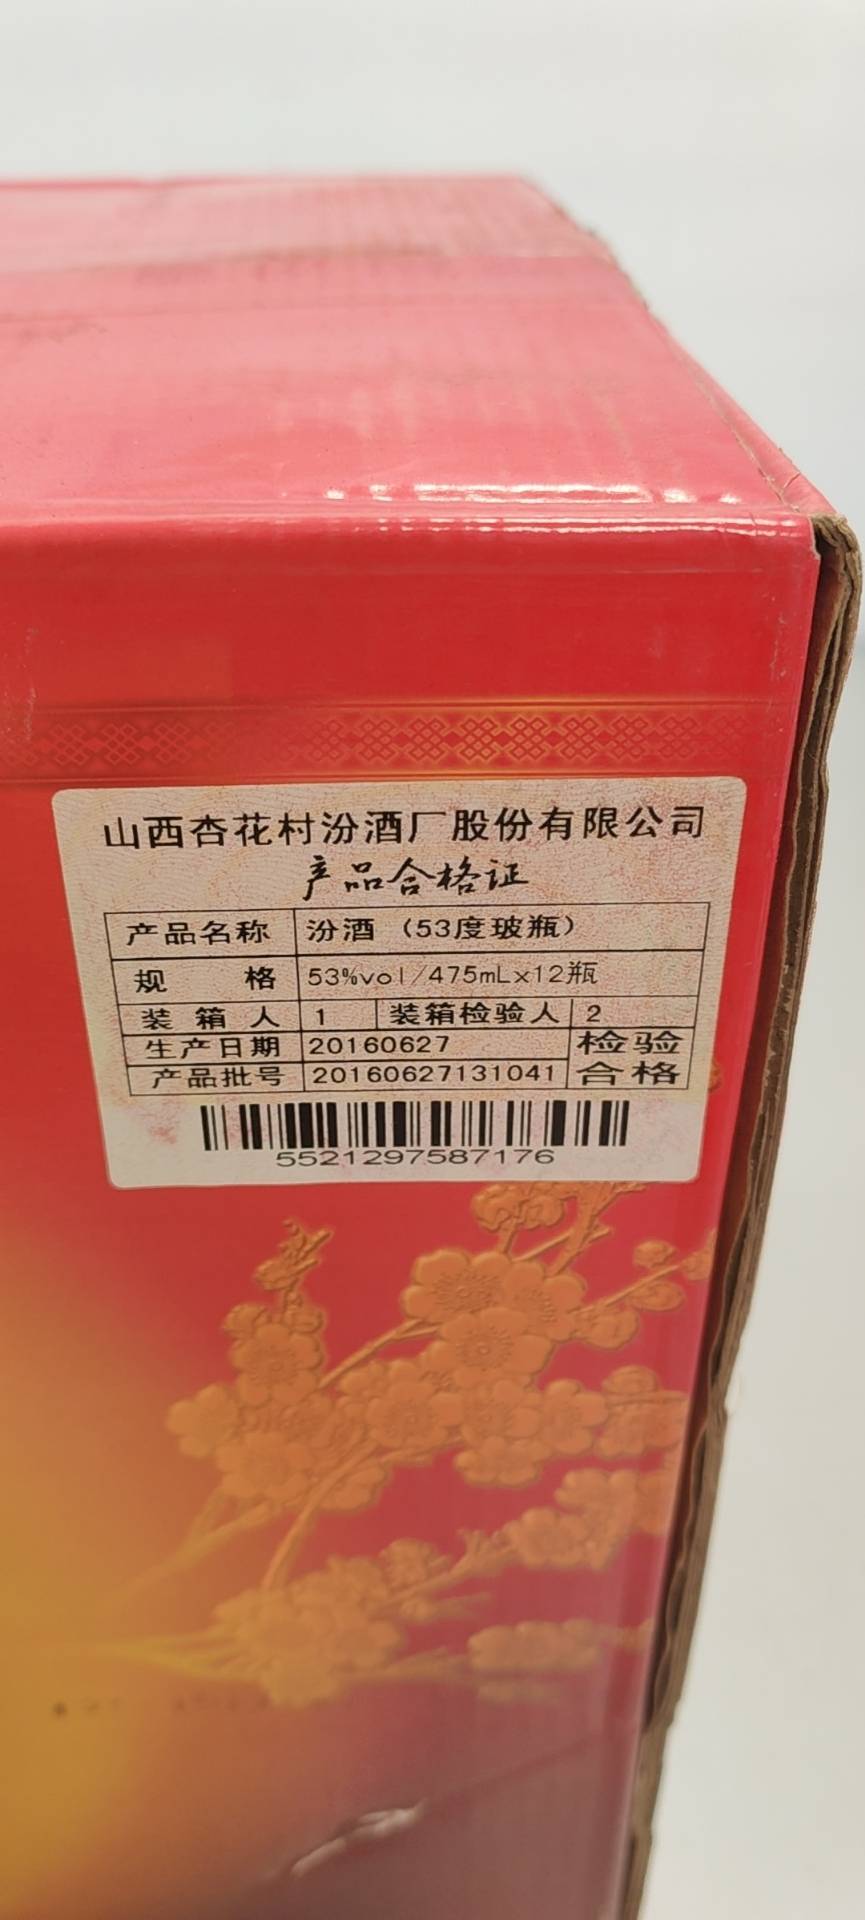 山西杏花村汾酒厂股份有限公司
产品合格证
产品名称 汾酒（53度玻瓶）
规 格 53%vol/475mL×12瓶
装 箱 人 1 装箱检验人 2
生产日期 20160627 检验
产品批号 20160627131041 合格
5521297587176